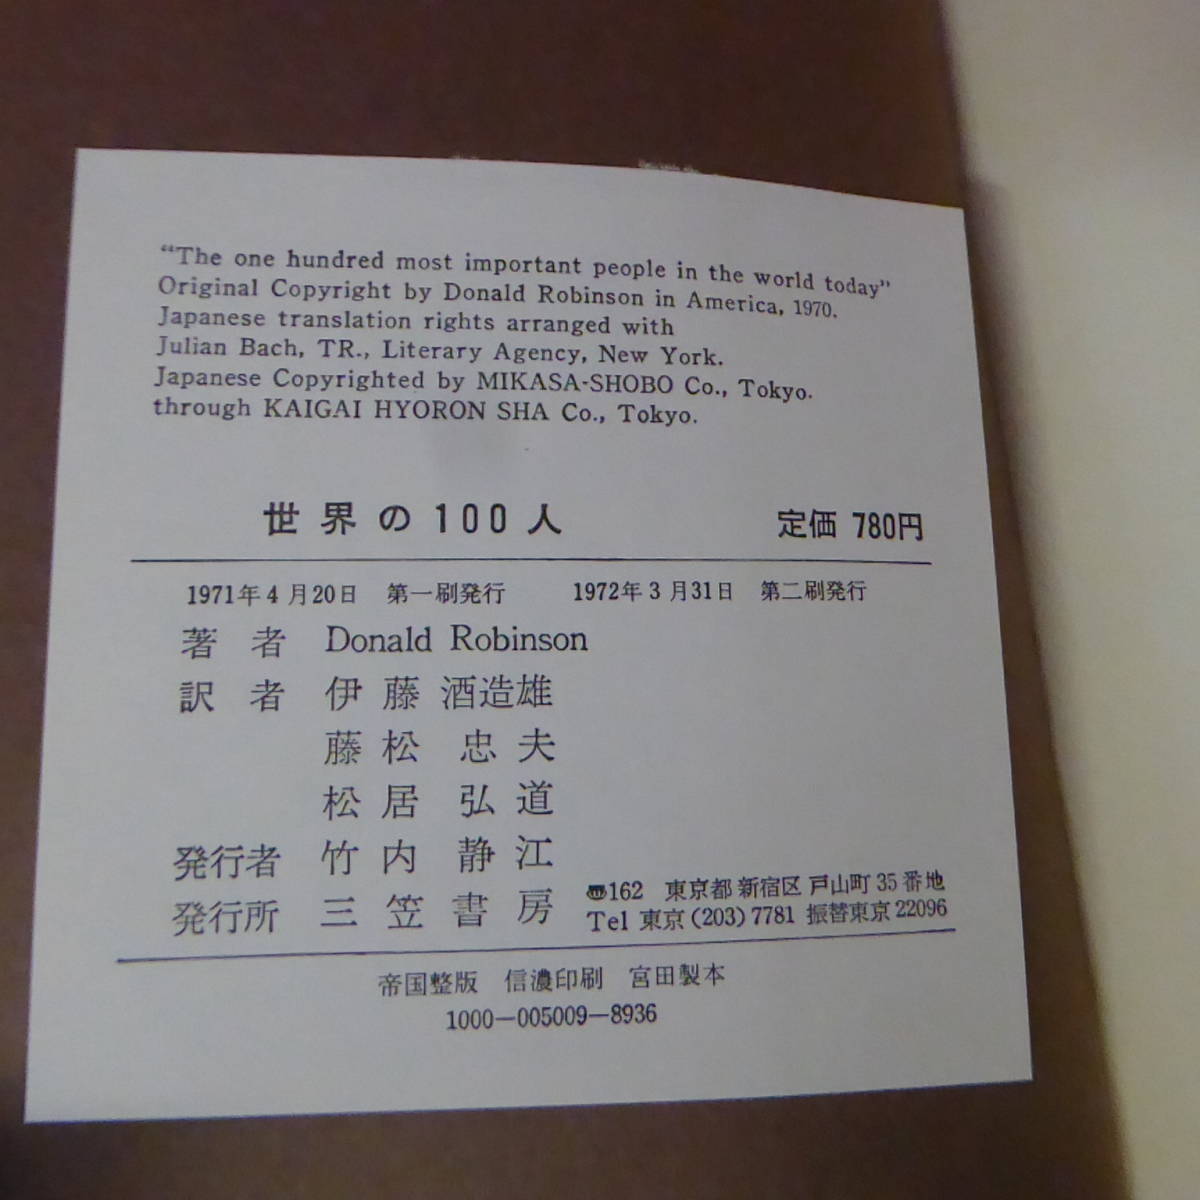 “The one hundred most important people in the world today”
Original Copyright by Donald Robinson in America, 1970.
Japanese translation rights arranged with
Julian Bach, TR., Literary Agency, New York.
Japanese Copyrighted by MIKASA-SHOBO Co., Tokyo.
through KAIGAI HYORON SHA Co., Tokyo.
世界の100人 定価 780円
1971年4月20日 第一刷発行 1972年3月31日 第二刷発行
著者 Donald Robinson
訳者 伊藤酒造雄
藤松忠夫
松居弘道
発行者 竹内静江
発行所 三笠書房
162 東京都新宿区戸山町35番地
Tel 東京(203)7781 振替東京22096
帝国整版 信濃印刷 宮田製本
1000—005009—8936